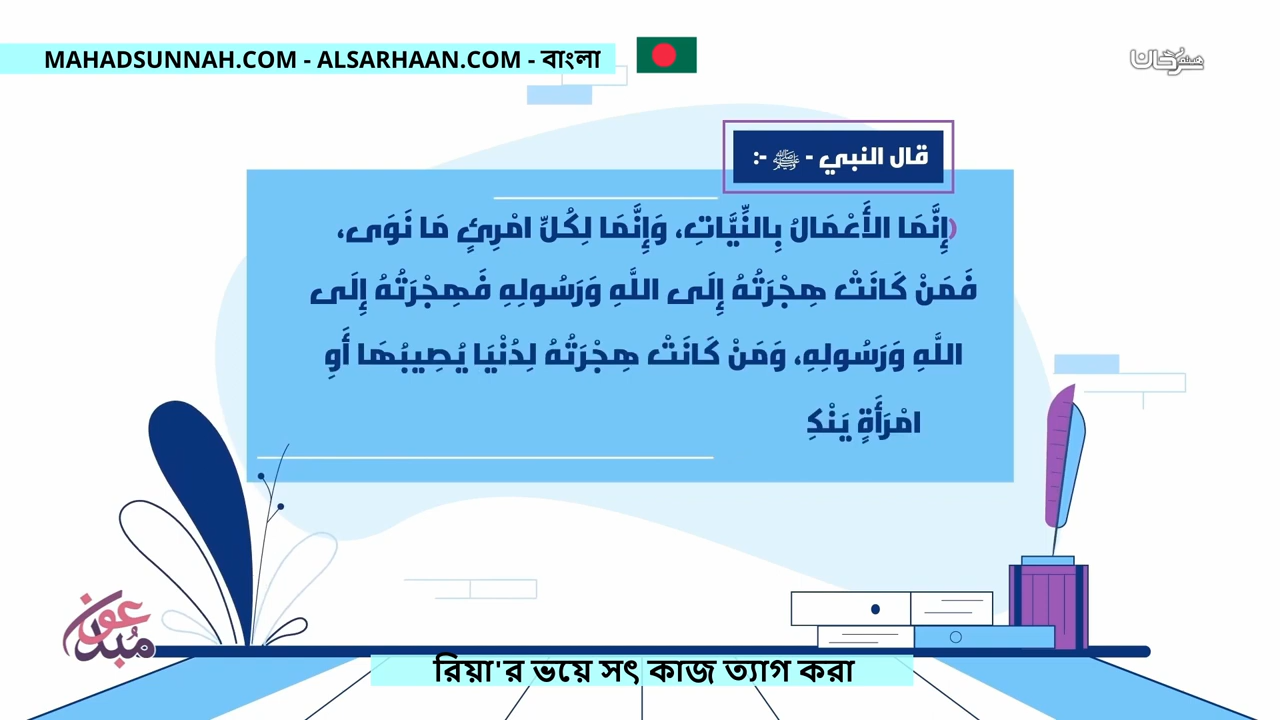 MAHADSUNNAH.COM - ALSARHAAN.COM - বাংলা
قال النبي - ﷺ -:
(إِنَّمَا الأَعْمَالُ بِالنِّيَّاتِ، وَإِنَّمَا لِكُلِّ امْرِئٍ مَا نَوَى،
فَمَنْ كَانَتْ هِجْرَتُهُ إِلَى اللَّهِ وَرَسُولِهِ فَهِجْرَتُهُ إِلَى
اللَّهِ وَرَسُولِهِ، وَمَنْ كَانَتْ هِجْرَتُهُ لِدُنْيَا يُصِيبُهَا أَوِ
امْرَأَةٍ يَنْكِ
রিয়া'র ভয়ে সৎ কাজ ত্যাগ করা